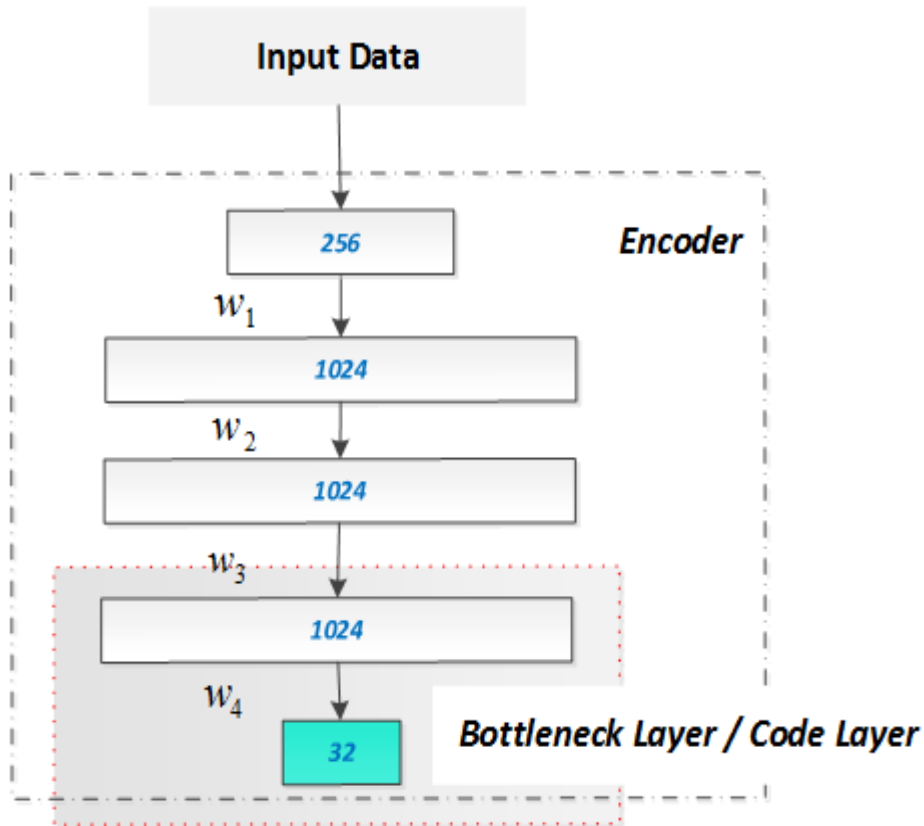 Input Data
Encoder
256
w1
1024
w2
1024
w3
1024
w4
Bottleneck Layer / Code Layer
32